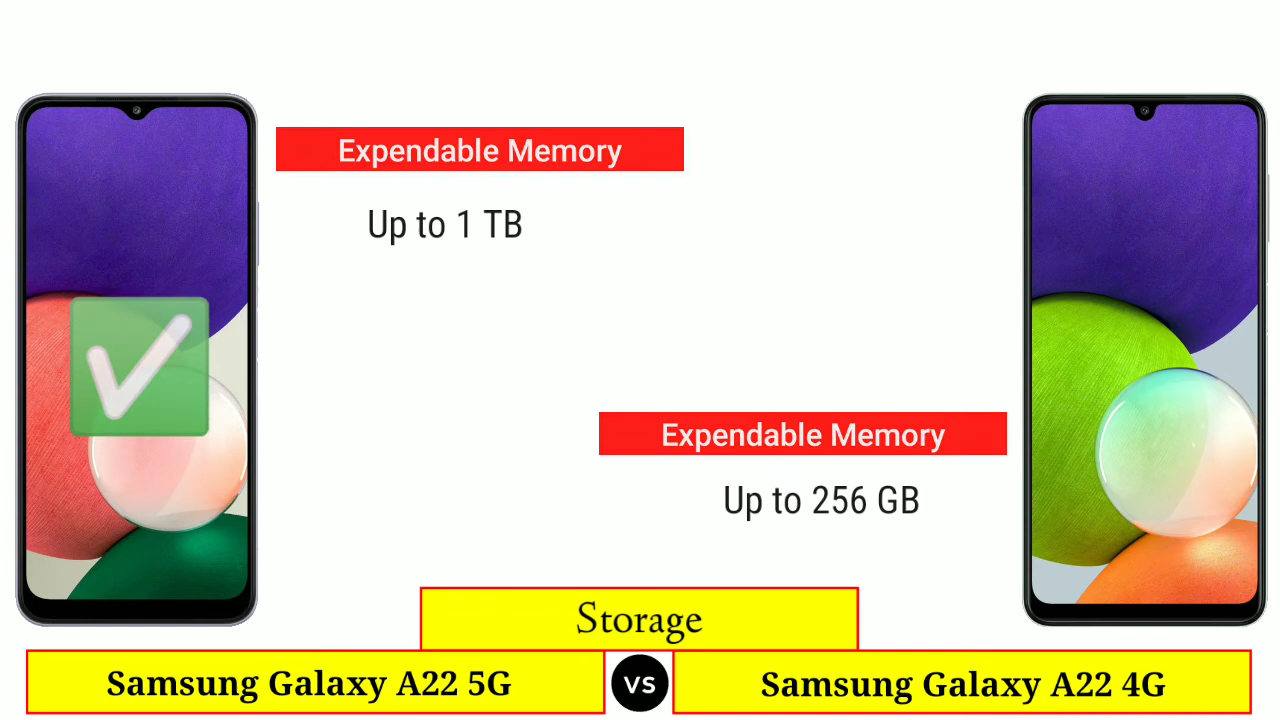 Expendable Memory
Up to 1 TB
Expendable Memory
Up to 256 GB
Storage
Samsung Galaxy A22 5G
VS
Samsung Galaxy A22 4G